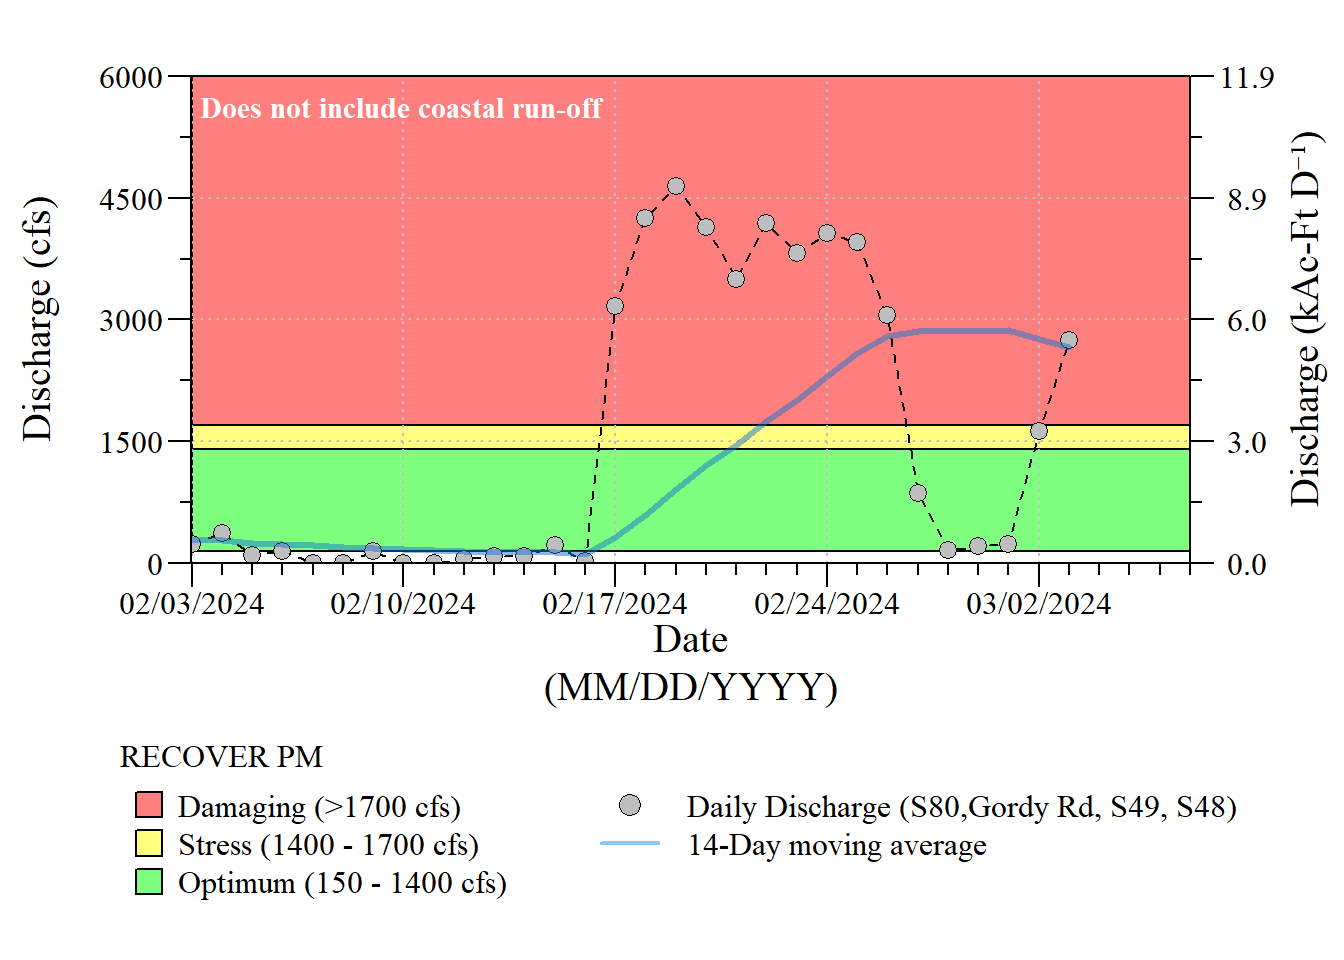 Does not include coastal run-off
6000
4500
3000
1500
0
Discharge (cfs)
11.9
8.9
6.0
3.0
0.0
Discharge (kAc-Ft D⁻¹)
02/03/2024 02/10/2024 02/17/2024 02/24/2024 03/02/2024
Date
(MM/DD/YYYY)
RECOVER PM
Damaging (>1700 cfs)
Stress (1400 - 1700 cfs)
Optimum (150 - 1400 cfs)
Daily Discharge (S80,Gordy Rd, S49, S48)
14-Day moving average